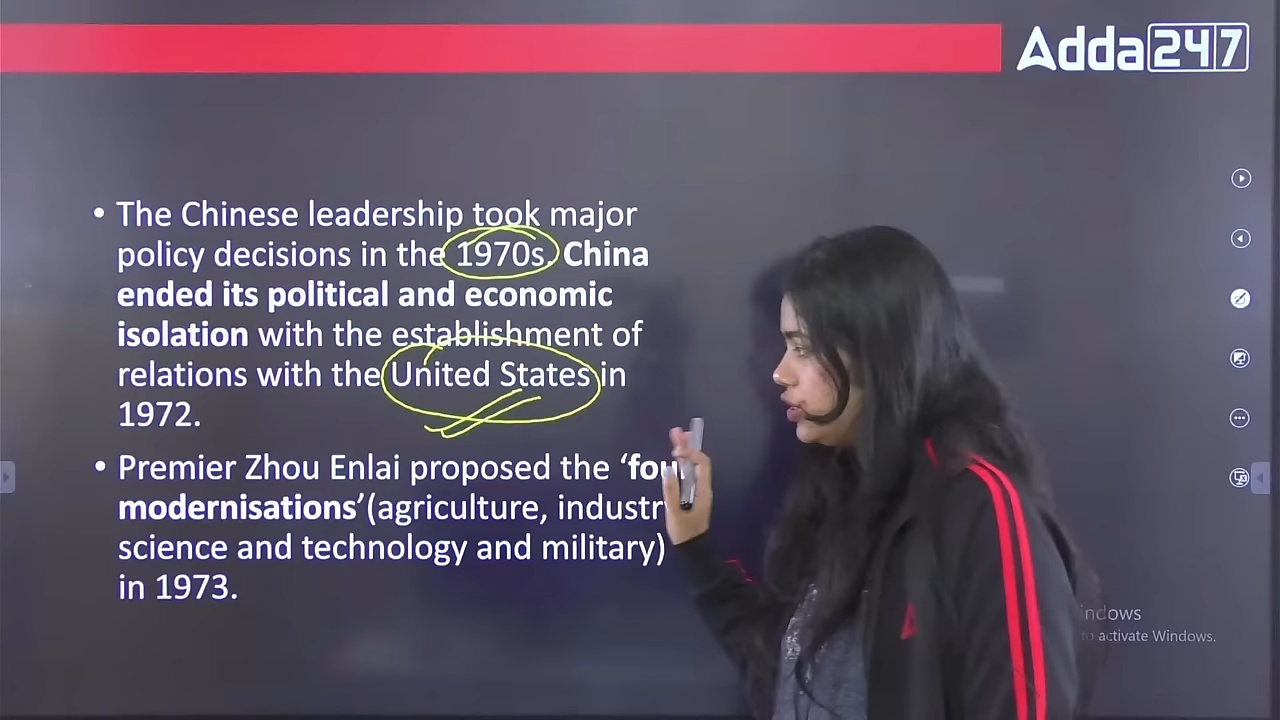 Adda247
• The Chinese leadership took major
policy decisions in the 1970s. China
ended its political and economic
isolation with the establishment of
relations with the United States in
1972.
• Premier Zhou Enlai proposed the ‘
modernisations’(agriculture, industr
science and technology and military)
in 1973.
indows
to activate Windows.